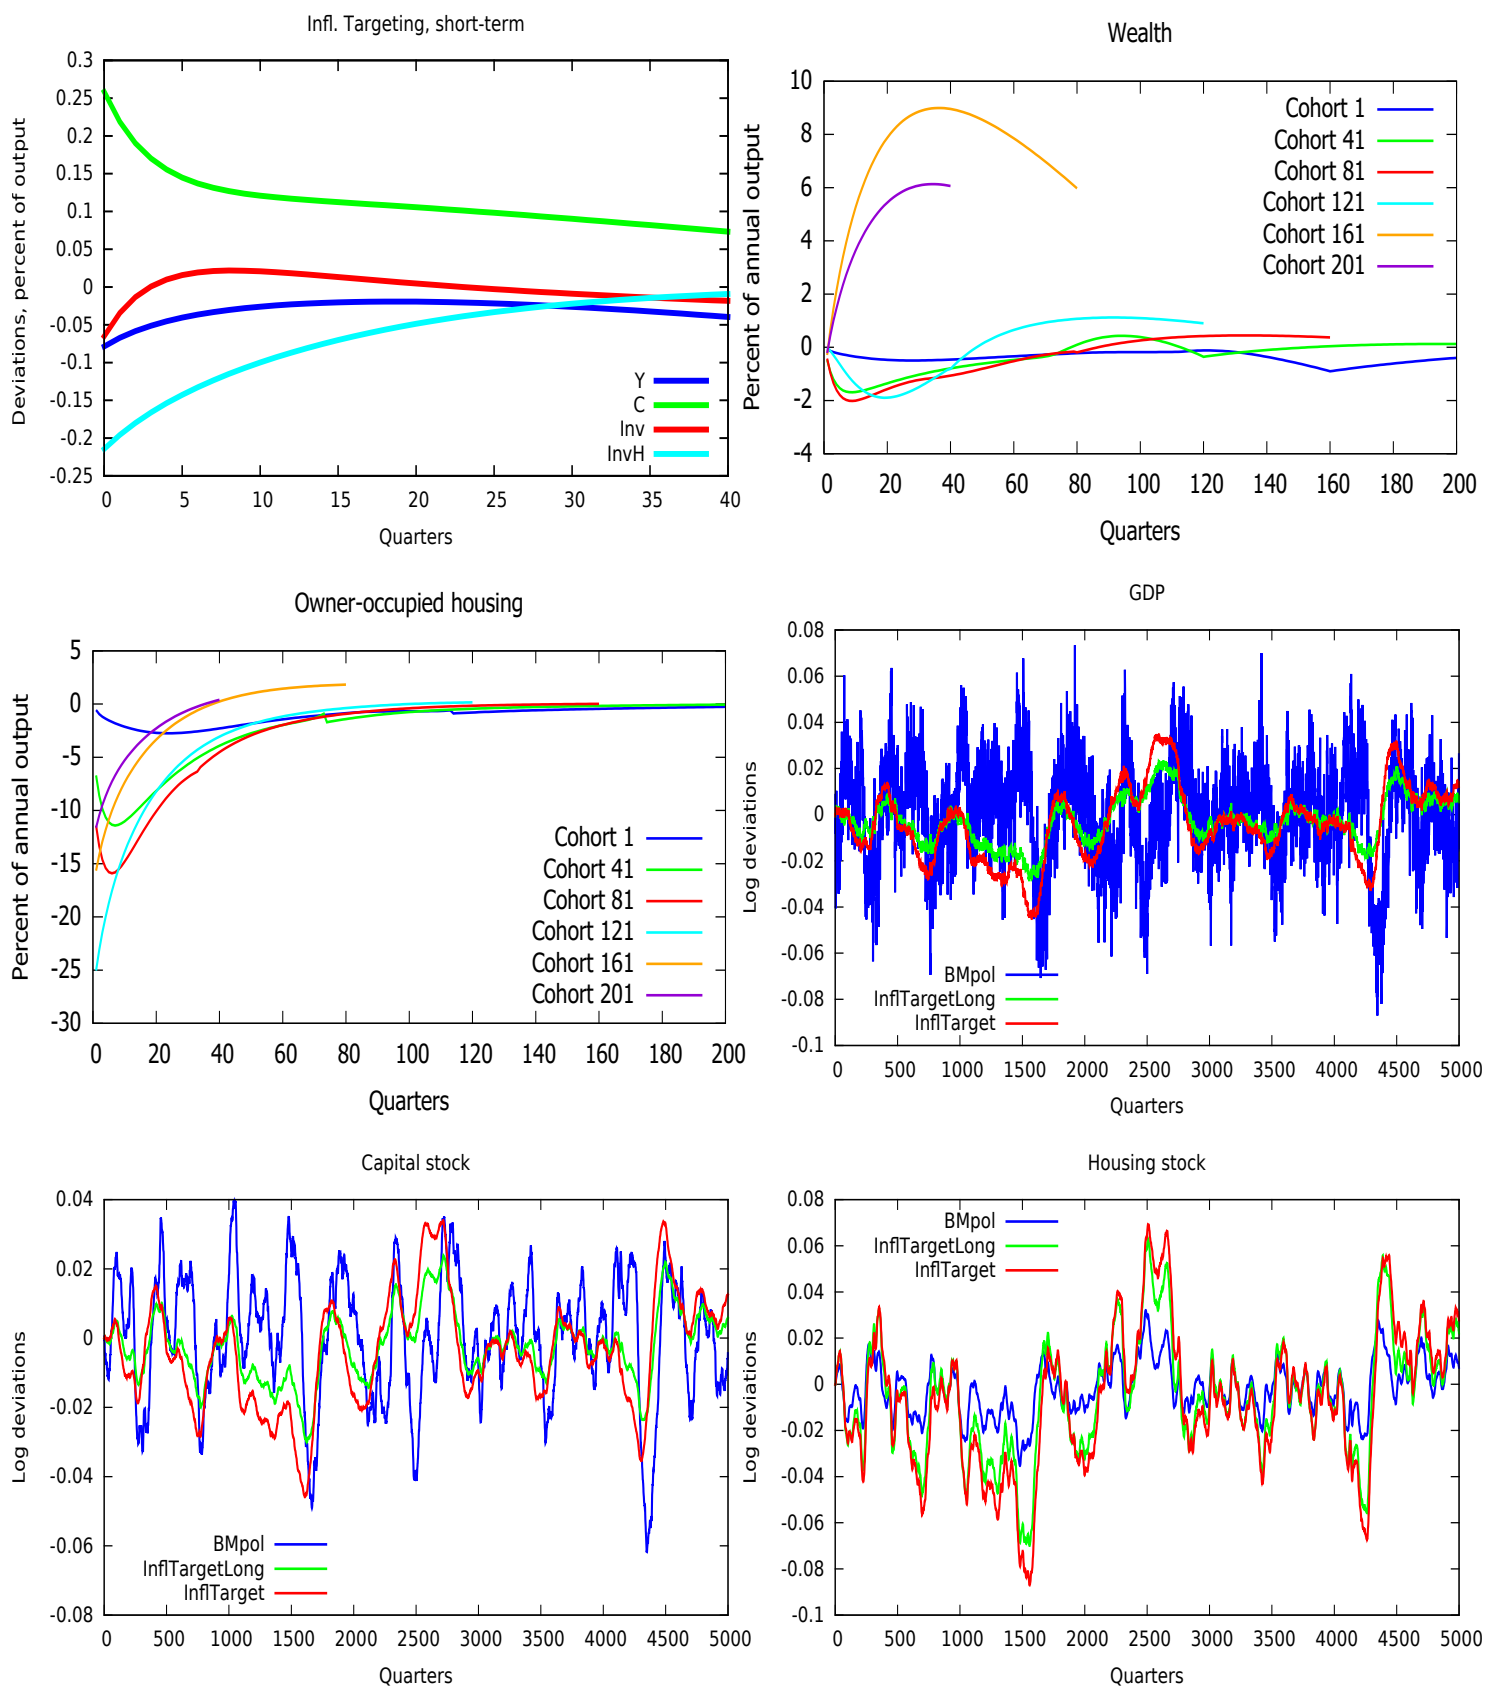 Infl. Targeting, short-term
Deviations, percent of output
0.3
0.25
0.2
0.15
0.1
0.05
0
-0.05
-0.1
-0.15
-0.2
-0.25
Y
C
Inv
InvH
0 5 10 15 20 25 30 35 40
Quarters
Wealth
Percent of annual output
10
8
6
4
2
0
-2
-4
Cohort 1
Cohort 41
Cohort 81
Cohort 121
Cohort 161
Cohort 201
0 20 40 60 80 100 120 140 160 180 200
Quarters
Owner-occupied housing
Percent of annual output
5
0
-5
-10
-15
-20
-25
-30
Cohort 1
Cohort 41
Cohort 81
Cohort 121
Cohort 161
Cohort 201
0 20 40 60 80 100 120 140 160 180 200
Quarters
GDP
Log deviations
0.08
0.06
0.04
0.02
0
-0.02
-0.04
-0.06
-0.08
-0.1
BMpol
InflTargetLong
InflTarget
0 500 1000 1500 2000 2500 3000 3500 4000 4500 5000
Quarters
Capital stock
Log deviations
0.04
0.02
0
-0.02
-0.04
-0.06
-0.08
BMpol
InflTargetLong
InflTarget
0 500 1000 1500 2000 2500 3000 3500 4000 4500 5000
Quarters
Housing stock
Log deviations
0.08
0.06
0.04
0.02
0
-0.02
-0.04
-0.06
-0.08
-0.1
BMpol
InflTargetLong
InflTarget
0 500 1000 1500 2000 2500 3000 3500 4000 4500 5000
Quarters